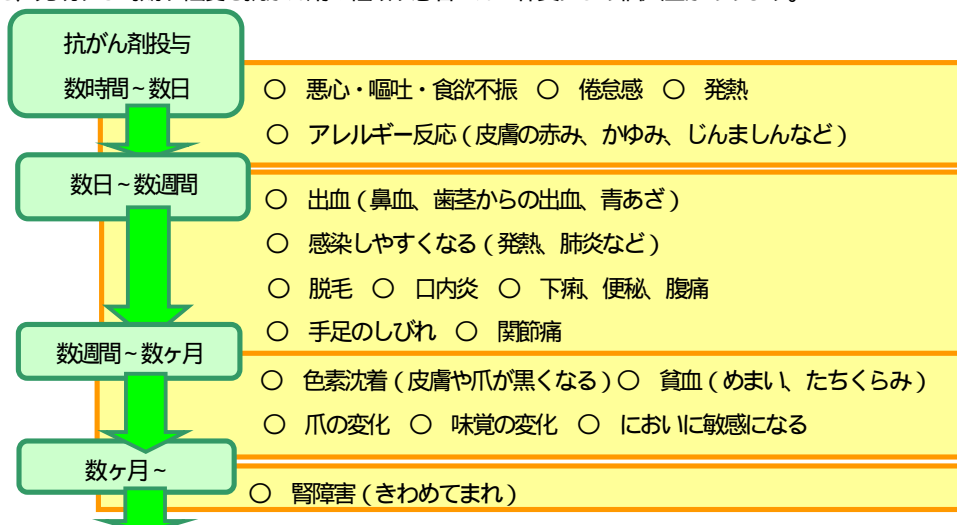 抗がん剤投与
数時間~数日
○ 悪心・嘔吐・食欲不振 ○ 倦怠感 ○ 発熱
○ アレルギー反応(皮膚の赤み、かゆみ、じんましんなど)
数日~数週間
○ 出血(鼻血、歯茎からの出血、青あざ)
○ 感染しやすくなる(発熱、肺炎など)
○ 脱毛 ○ 口内炎 ○ 下痢、便秘、腹痛
○ 手足のしびれ ○ 関節痛
数週間~数ヶ月
○ 色素沈着(皮膚や爪が黒くなる)○ 貧血(めまい、たちくらみ)
○ 爪の変化 ○ 味覚の変化 ○ においに敏感になる
数ヶ月~
○ 腎障害(きわめてまれ)